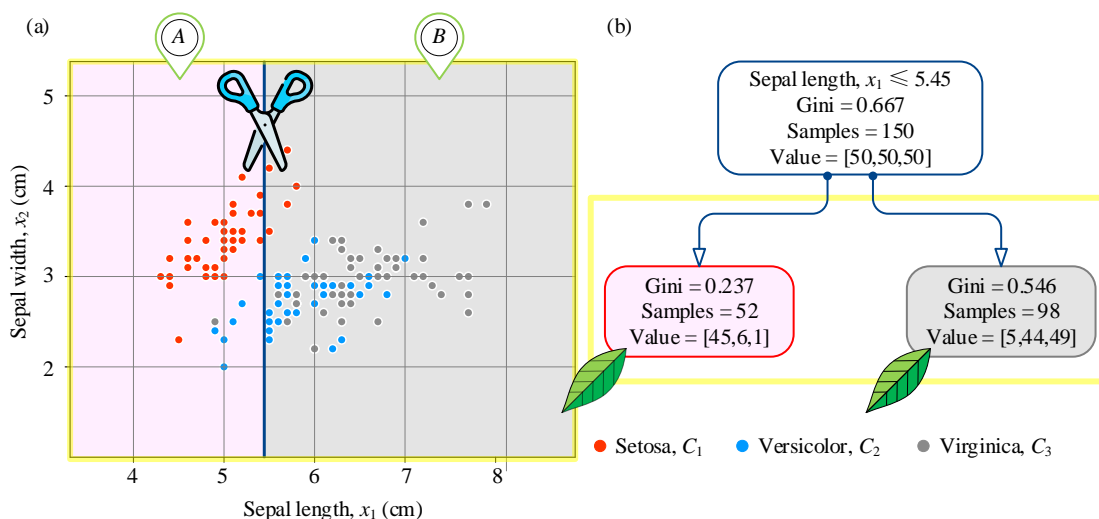 (a)
A
B
5
4
3
2
Sepal width, x2 (cm)
4
5
6
7
8
Sepal length, x1 (cm)
(b)
Sepal length, x1 ⩽ 5.45
Gini = 0.667
Samples = 150
Value = [50,50,50]
Gini = 0.237
Samples = 52
Value = [45,6,1]
Gini = 0.546
Samples = 98
Value = [5,44,49]
Setosa, C1
Versicolor, C2
Virginica, C3